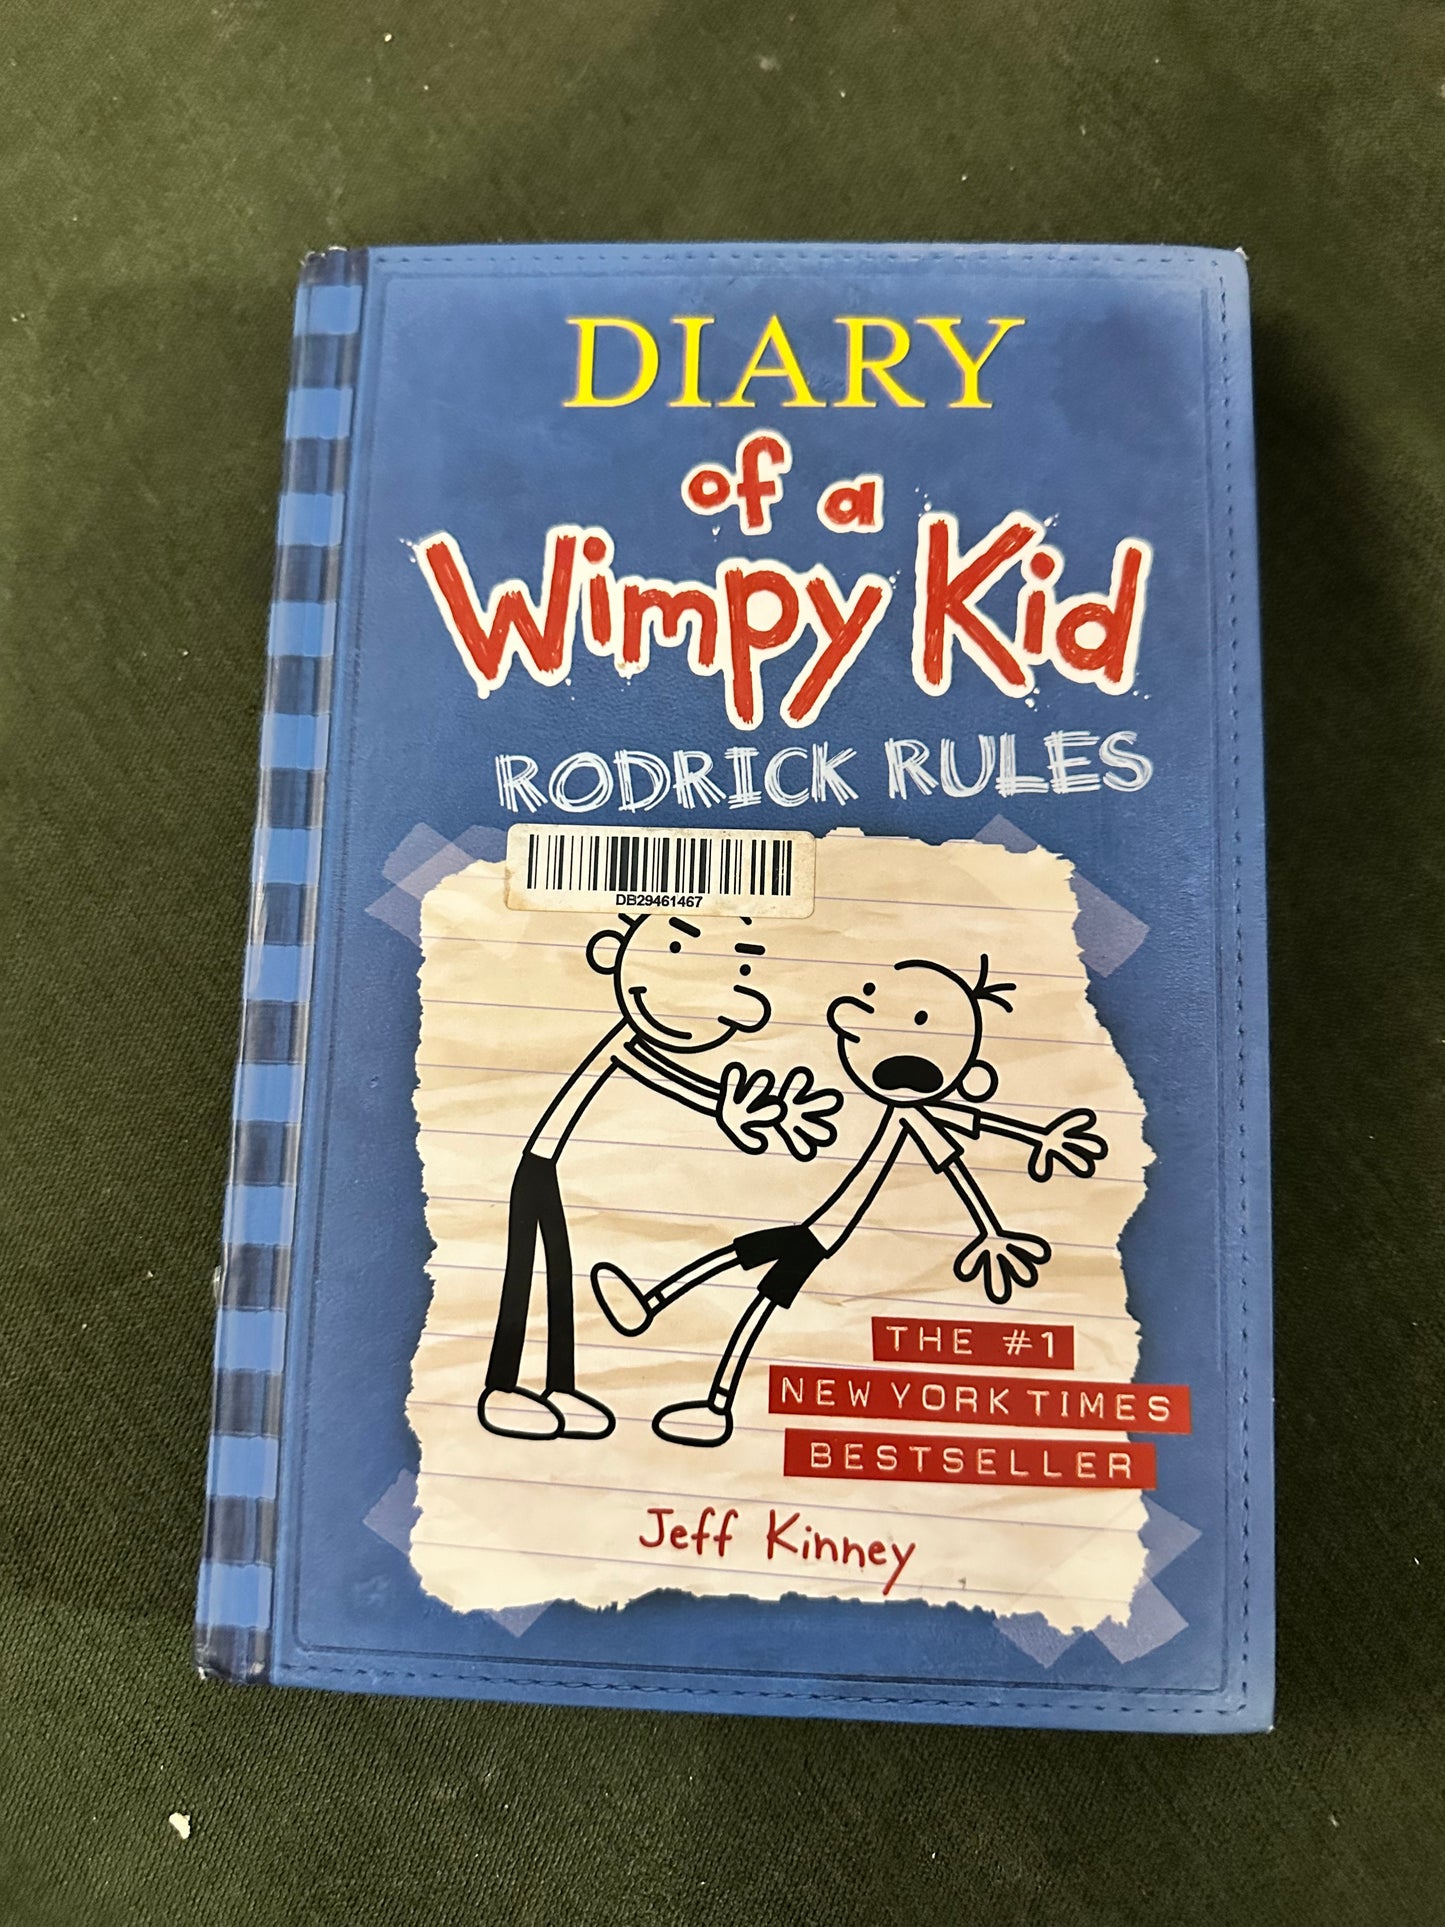 DIARY
of a
Wimpy Kid
RODRICK RULES
DB29461467
THE #1
NEW YORK TIMES
BESTSELLER
Jeff Kinney